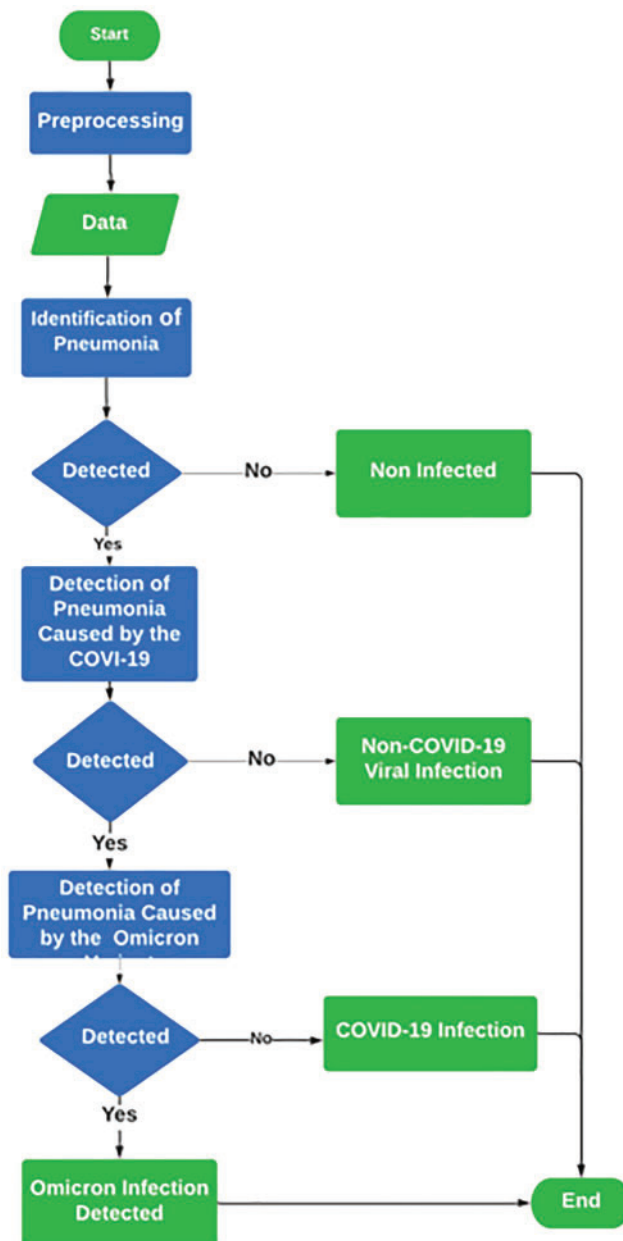 Start
Preprocessing
Data
Identification of
Pneumonia
Detected
No
Non Infected
Yes
Detection of
Pneumonia
Caused by the
COVI-19
Detected
No
Non-COVID-19
Viral Infection
Yes
Detection of
Pneumonia Caused
by the Omicron
Detected
No
COVID-19 Infection
Yes
Omicron Infection
Detected
End